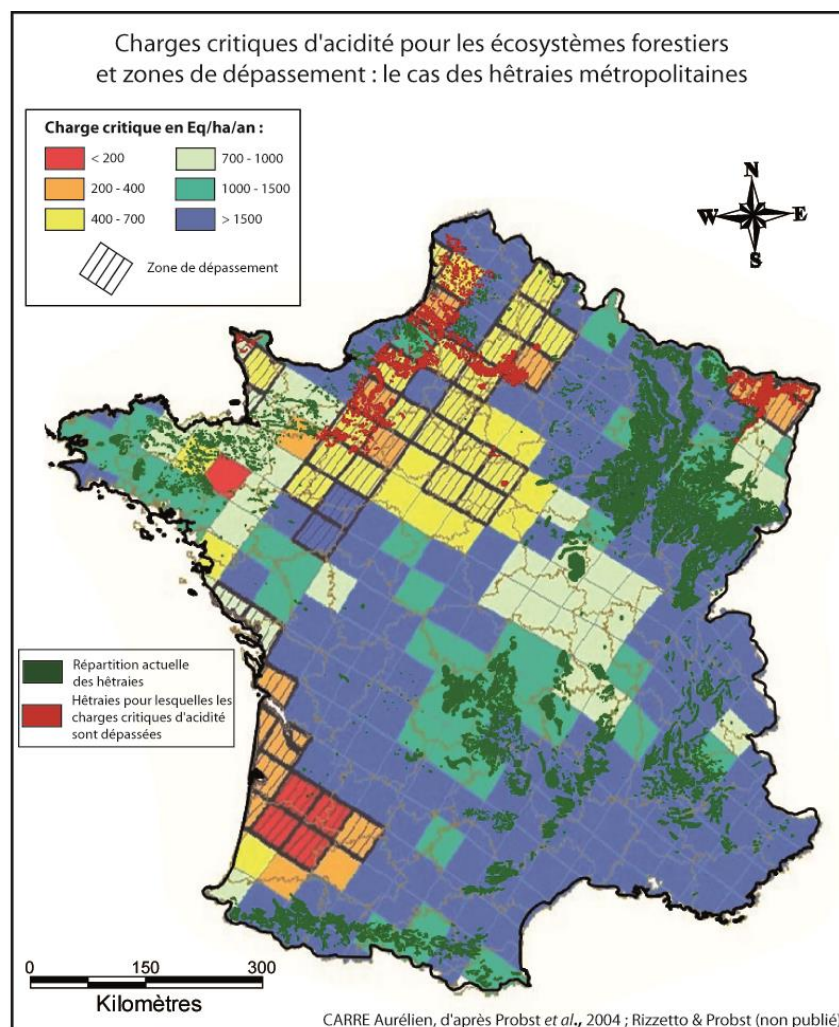 Charges critiques d'acidité pour les écosystèmes forestiers
et zones de dépassement : le cas des hêtraies métropolitaines
Charge critique en Eq/ha/an :
< 200
700 - 1000
200 - 400
1000 - 1500
400 - 700
> 1500
Zone de dépassement
N
W E
S
Répartition actuelle
des hêtraies
Hêtraies pour lesquelles les
charges critiques d'acidité
sont dépassées
0 150 300
Kilomètres
CARRE Aurélien, d'après Probst et al., 2004 ; Rizzetto & Probst (non publié